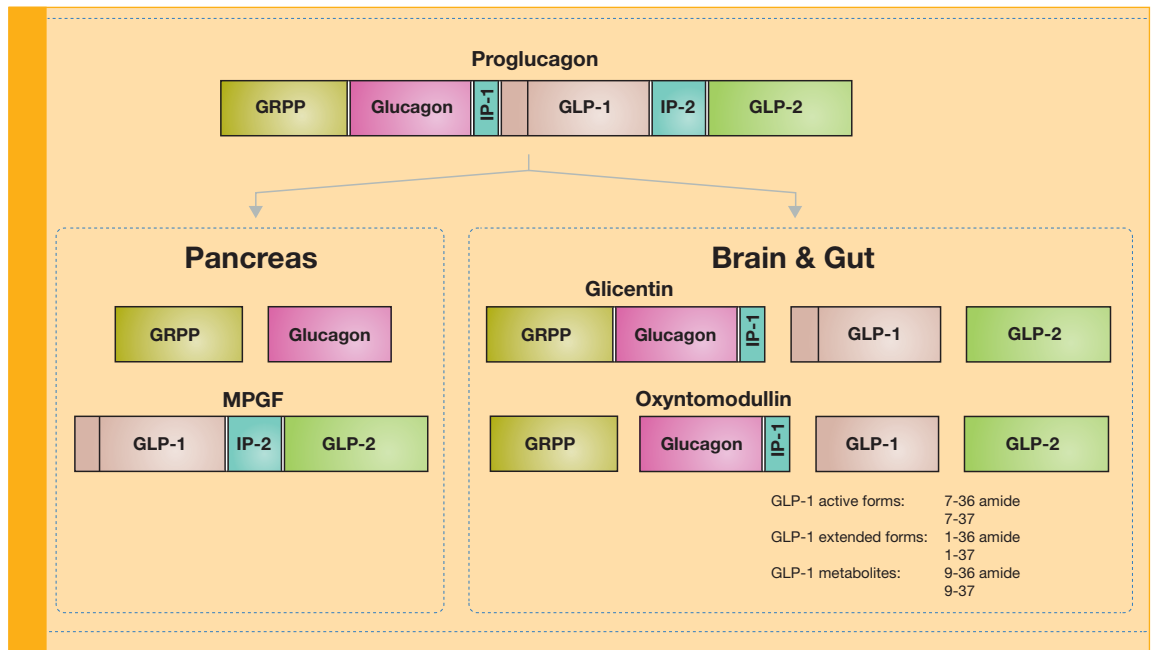 Proglucagon
GRPP Glucagon IP-1 GLP-1 IP-2 GLP-2
Pancreas
GRPP Glucagon
MPGF
GLP-1 IP-2 GLP-2
Brain & Gut
Glicentin
GRPP Glucagon IP-1 GLP-1 GLP-2
Oxyntomodullin
GRPP Glucagon IP-1 GLP-1 GLP-2
GLP-1 active forms: 7-36 amide
7-37
GLP-1 extended forms: 1-36 amide
1-37
GLP-1 metabolites: 9-36 amide
9-37